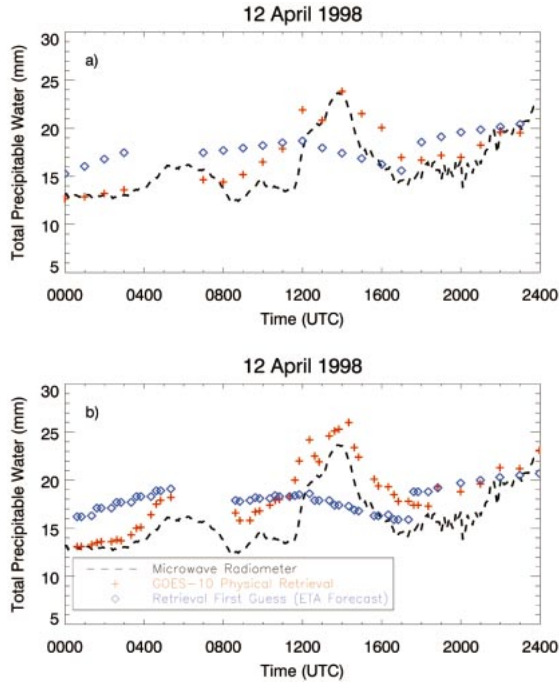 12 April 1998
Total Precipitable Water (mm)
30
25
20
15
10
5
a)
0000 0400 0800 1200 1600 2000 2400
Time (UTC)
12 April 1998
Total Precipitable Water (mm)
30
25
20
15
10
5
b)
Microwave Radiometer
GOES-10 Physical Retrieval
Retrieval First Guess (ETA Forecast)
0000 0400 0800 1200 1600 2000 2400
Time (UTC)